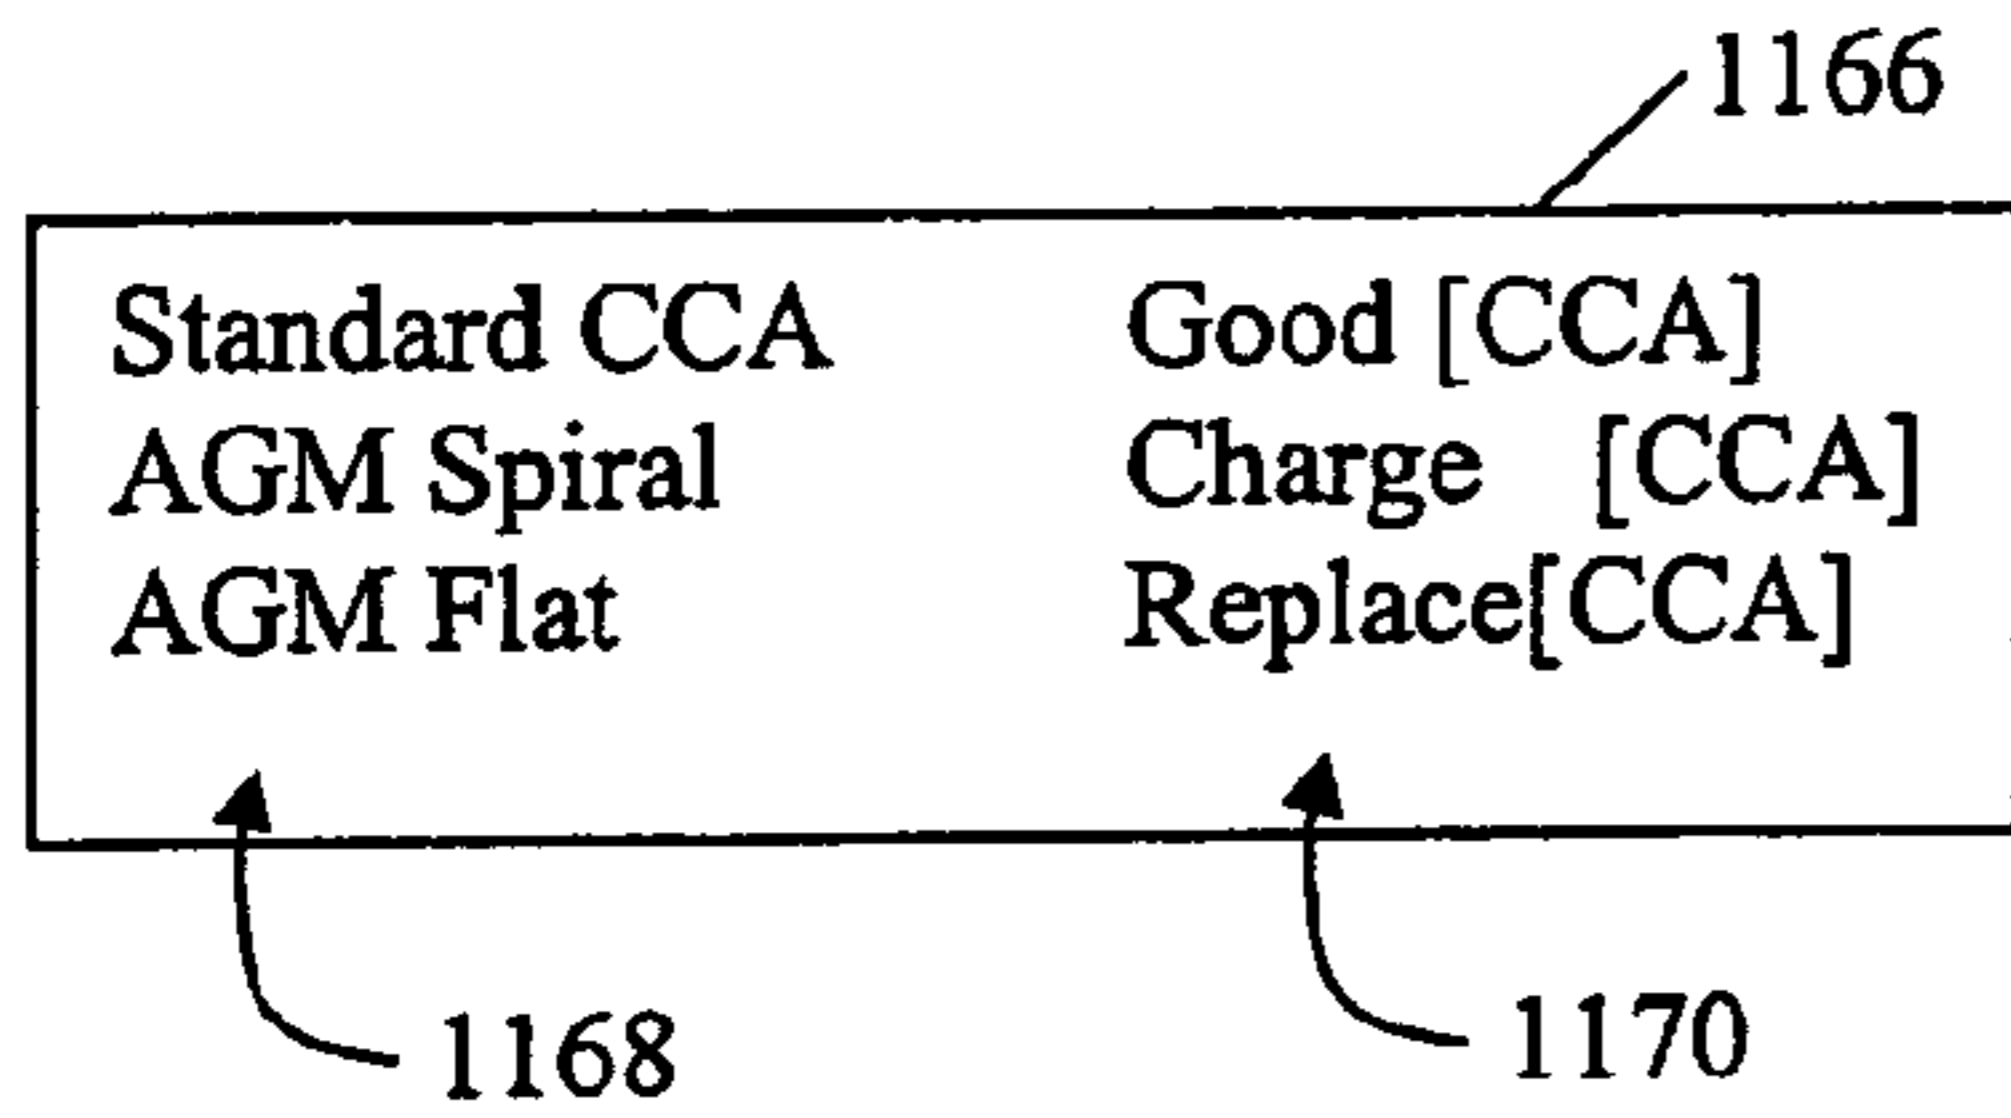 1166
Standard CCA Good [CCA]
AGM Spiral Charge [CCA]
AGM Flat Replace[CCA]
1168 1170